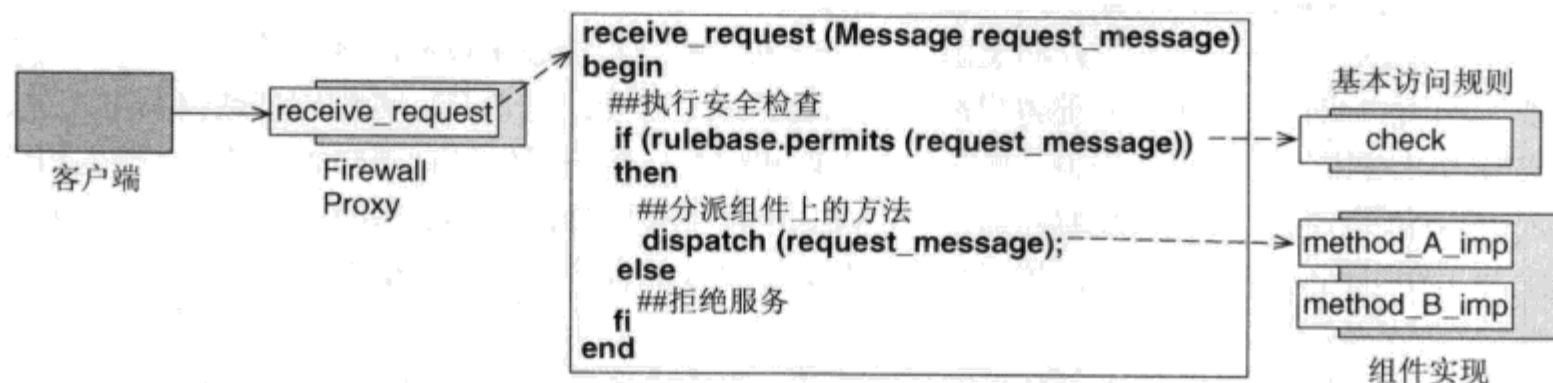 客户端
receive_request
Firewall
Proxy
receive_request (Message request_message)
begin
##执行安全检查
if (rulebase.permits (request_message))
then
##分派组件上的方法
dispatch (request_message);
else
##拒绝服务
fi
end
基本访问规则
check
method_A_imp
method_B_imp
组件实现